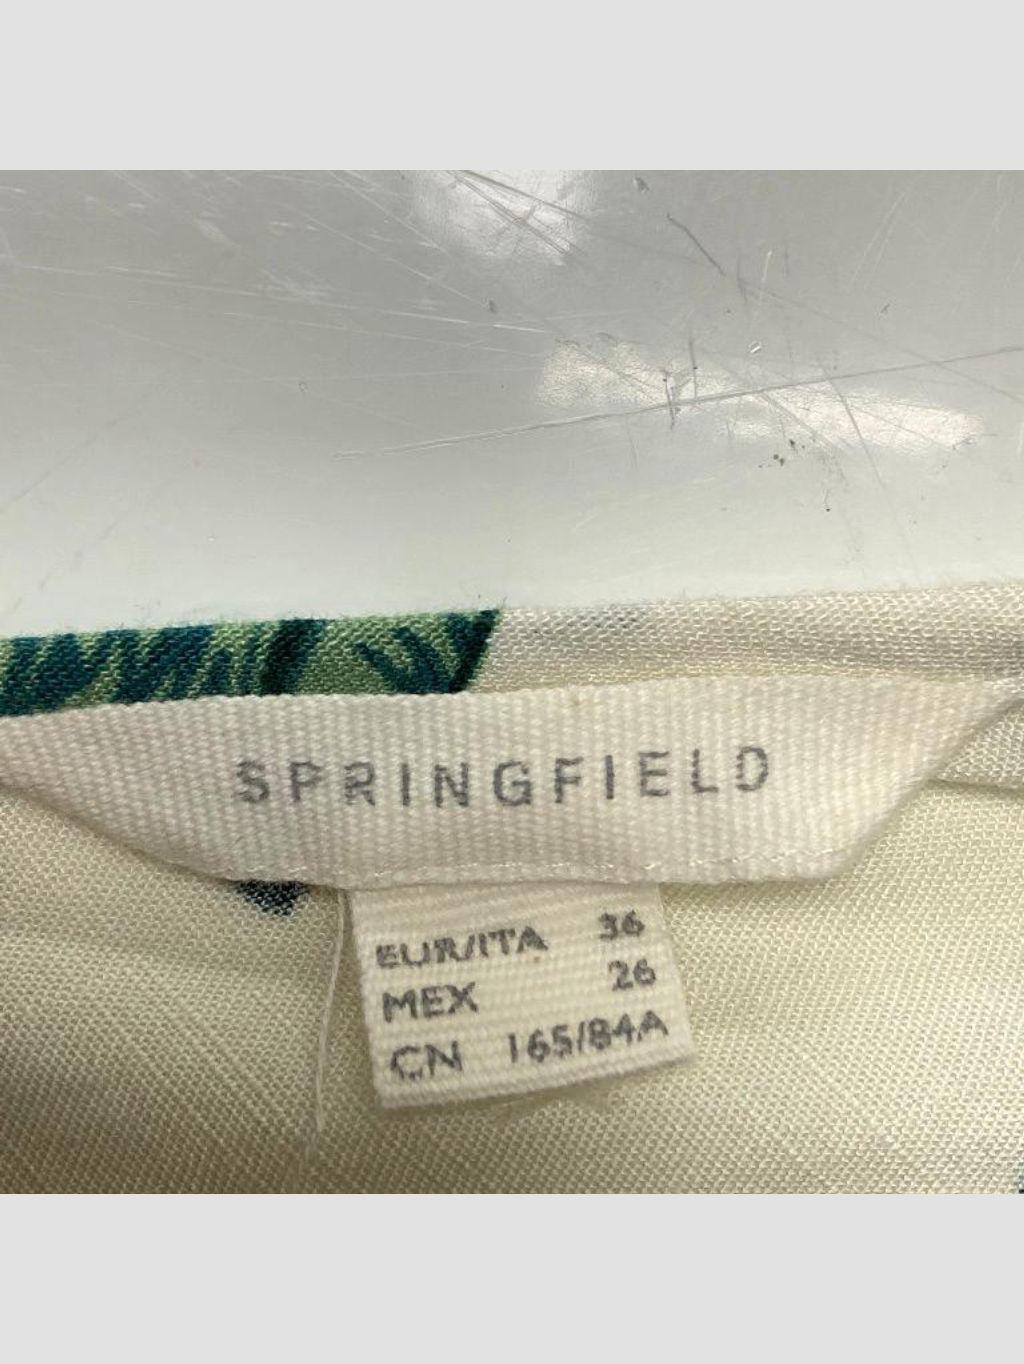 SPRINGFIELD
EUR/ITA 36
MEX 26
CN 165/84A